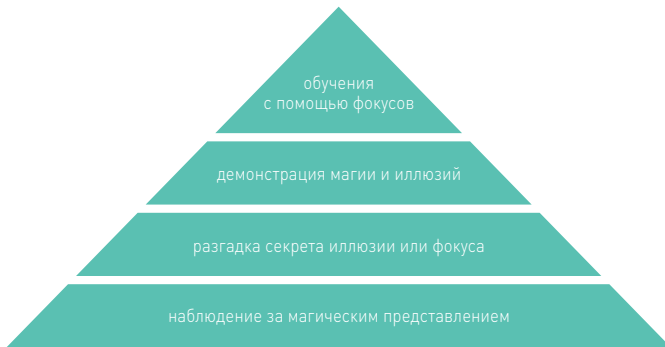 обучения
с помощью фокусов
демонстрация магии и иллюзий
разгадка секрета иллюзии или фокуса
наблюдение за магическим представлением